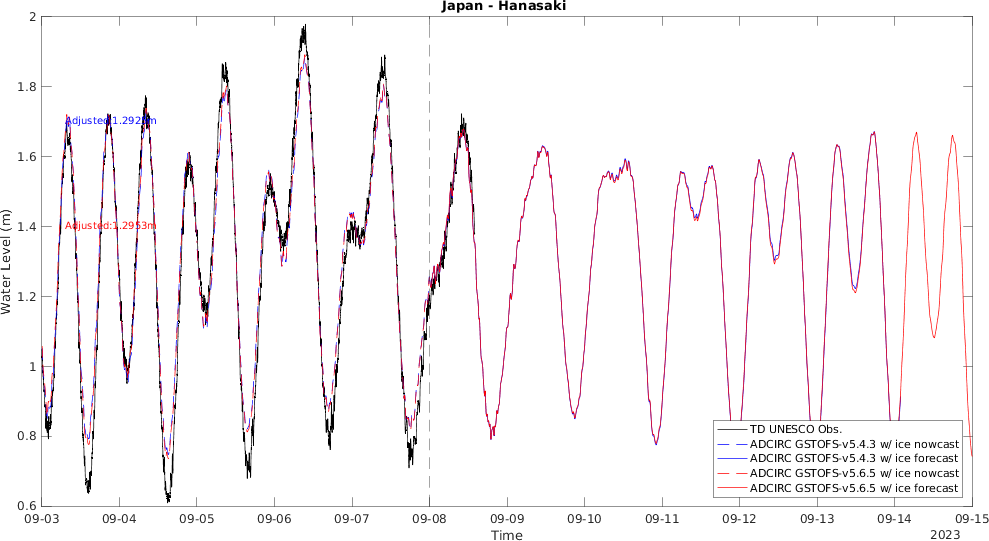 Japan - Hanasaki
2
1.8
1.6
1.4
1.2
1
0.8
0.6
Water Level (m)
Adjusted:1.2953m
TD UNESCO Obs.
ADCIRC GSTOFS-v5.4.3 w/ ice nowcast
ADCIRC GSTOFS-v5.4.3 w/ ice forecast
ADCIRC GSTOFS-v5.6.5 w/ ice nowcast
ADCIRC GSTOFS-v5.6.5 w/ ice forecast
09-03 09-04 09-05 09-06 09-07 09-08 09-09 09-10 09-11 09-12 09-13 09-14 09-15
Time
2023